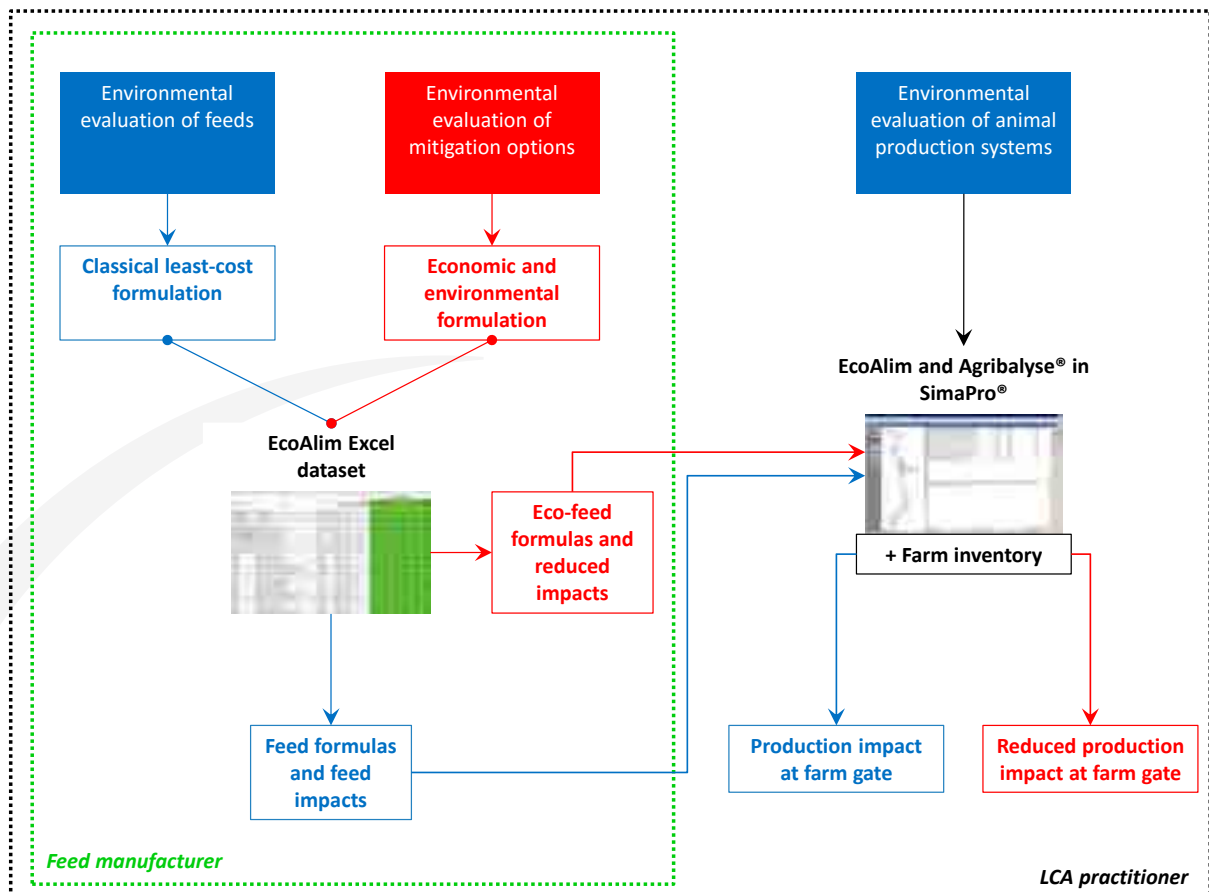 Environmental
evaluation of feeds
Environmental
evaluation of
mitigation options
Environmental
evaluation of animal
production systems
Classical least-cost
formulation
Economic and
environmental
formulation
EcoAlim and Agribalyse® in
SimaPro®
EcoAlim Excel
dataset
Eco-feed
formulas and
reduced
impacts
+ Farm inventory
Feed formulas
and feed
impacts
Production impact
at farm gate
Reduced production
impact at farm gate
Feed manufacturer
LCA practitioner